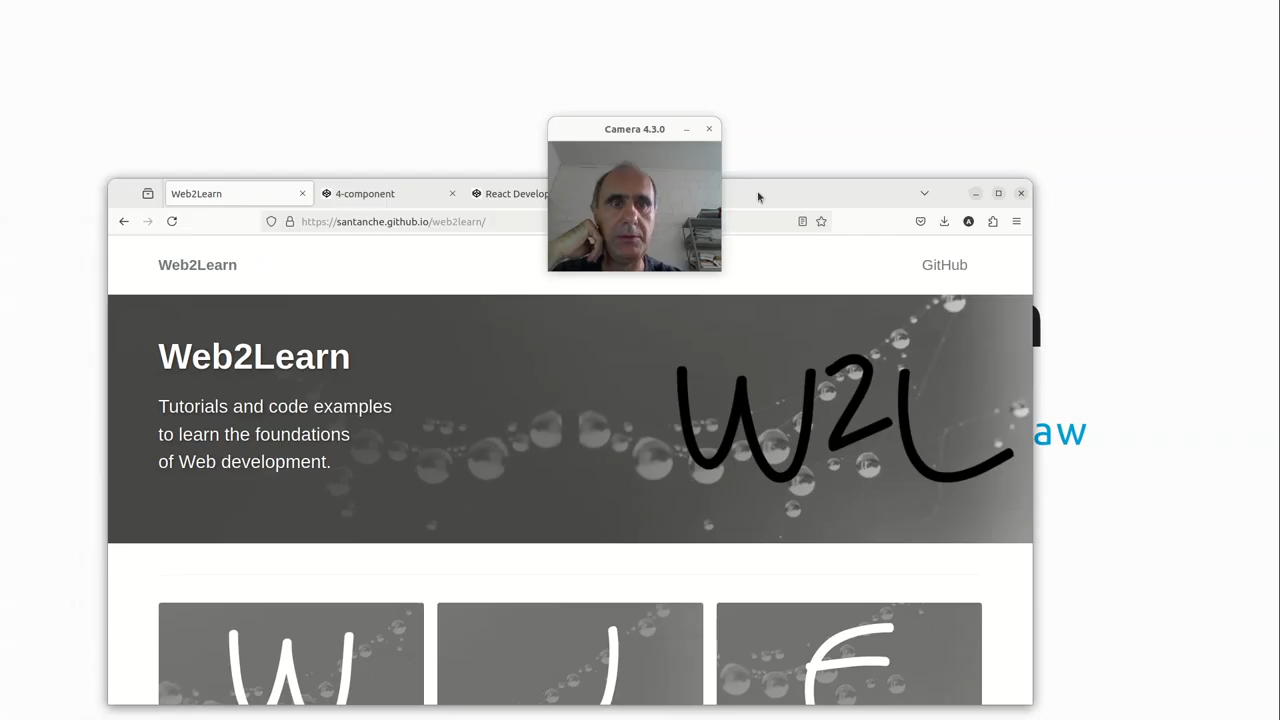 Camera 4.3.0
Web2Learn
4-component
React Develop
https://santanche.github.io/web2learn/
Web2Learn
GitHub
Web2Learn
Tutorials and code examples
to learn the foundations
of Web development.
W2L
aw
W
J
F